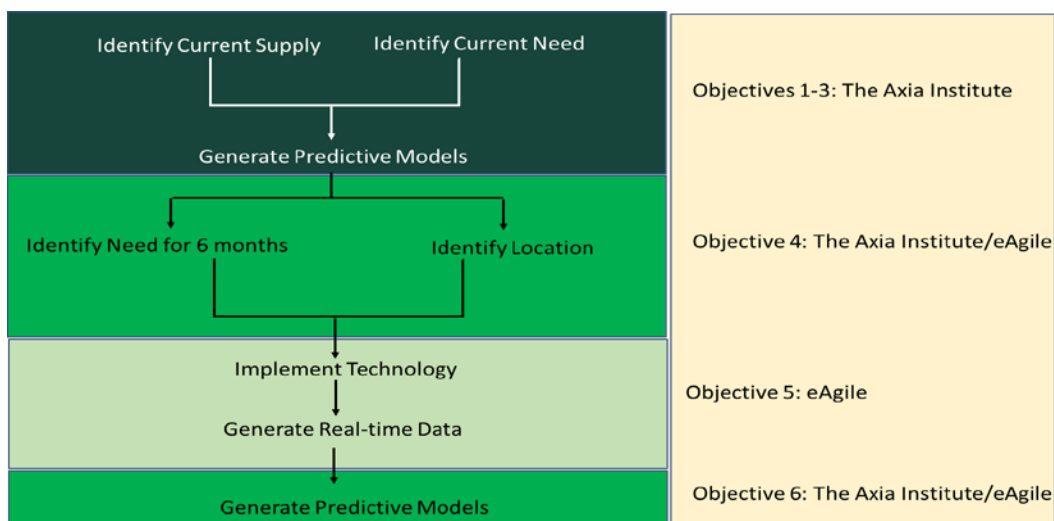 Identify Current Supply
Identify Current Need
Objectives 1-3: The Axia Institute
Generate Predictive Models
Identify Need for 6 months
Identify Location
Objective 4: The Axia Institute/eAgile
Implement Technology
Objective 5: eAgile
Generate Real-time Data
Generate Predictive Models
Objective 6: The Axia Institute/eAgile